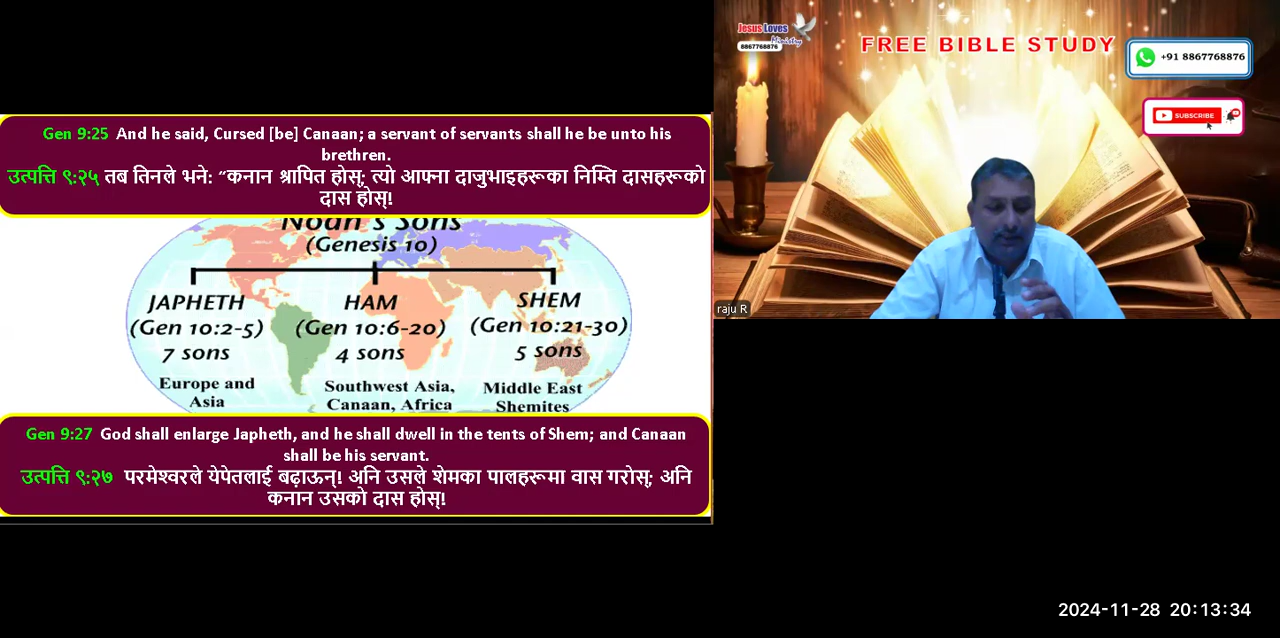 Gen 9:25 And he said, Cursed [be] Canaan; a servant of servants shall he be unto his
brethren.
उत्पत्ति ९:२५ तब तिनले भने: “कनान श्रापित होस्; त्यो आफ्ना दाजुभाइहरूका निम्ति दासहरूको
दास होस्!
Noah's Sons
(Genesis 10)
JAPHETH
(Gen 10:2-5)
7 sons
Europe and
Asia
HAM
(Gen 10:6-20)
4 sons
Southwest Asia,
Canaan, Africa
SHEM
(Gen 10:21-30)
5 sons
Middle East
Shemites
Gen 9:27 God shall enlarge Japheth, and he shall dwell in the tents of Shem; and Canaan
shall be his servant.
उत्पत्ति ९:२७ परमेश्वरले येपेतलाई बढ़ाऊन्! अनि उसले शेमका पालहरूमा वास गरोस्; अनि
कनान उसको दास होस्!
Jesus Loves
Ministry
8867768876
FREE BIBLE STUDY
+91 8867768876
SUBSCRIBE
raju R
2024-11-28 20:13:34